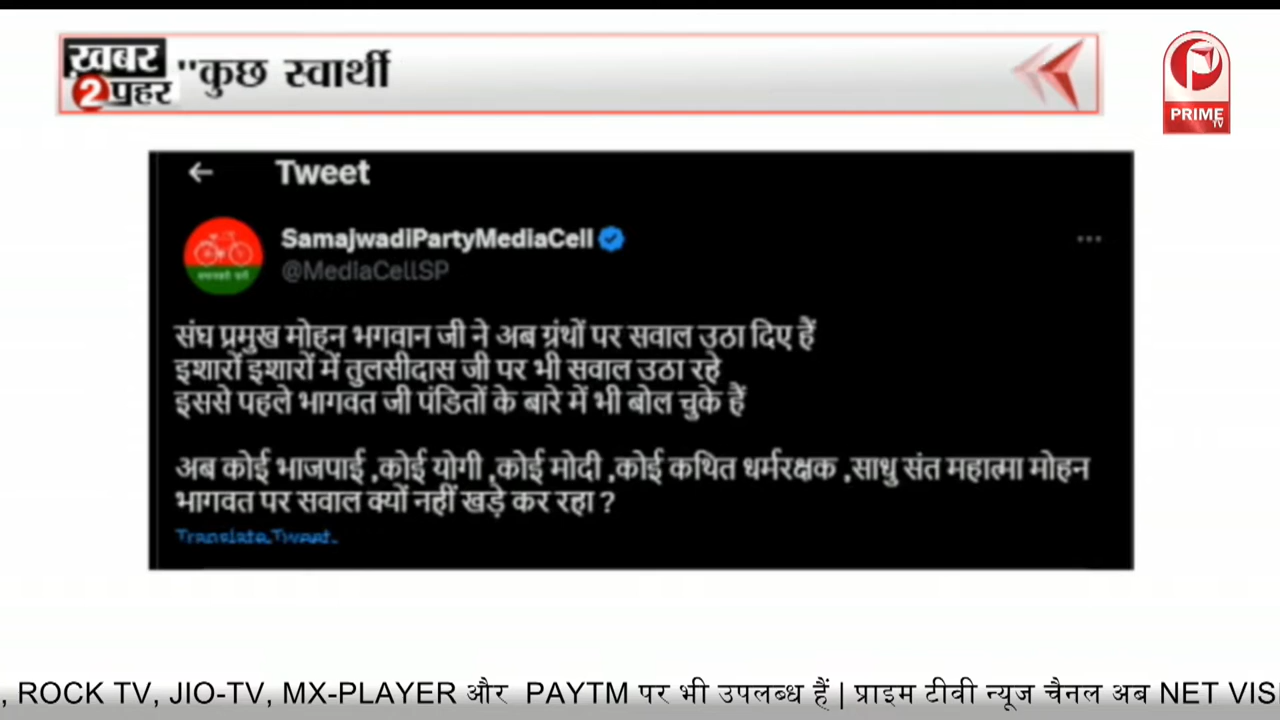 ख़बर
2 प्रहर
"कुछ स्वार्थी
PRIME
TV
← Tweet
SamajwadiPartyMediaCell
@MediaCellSP
संघ प्रमुख मोहन भगवान जी ने अब ग्रंथों पर सवाल उठा दिए हैं
इशारों इशारों में तुलसीदास जी पर भी सवाल उठा रहे
इससे पहले भागवत जी पंडितों के बारे में भी बोल चुके हैं
अब कोई भाजपाई ,कोई योगी ,कोई मोदी ,कोई कथित धर्मरक्षक ,साधु संत महात्मा मोहन
भागवत पर सवाल क्यों नहीं खड़े कर रहा ?
Translate Tweet
, ROCK TV, JIO-TV, MX-PLAYER और PAYTM पर भी उपलब्ध हैं | प्राइम टीवी न्यूज चैनल अब NET VIS